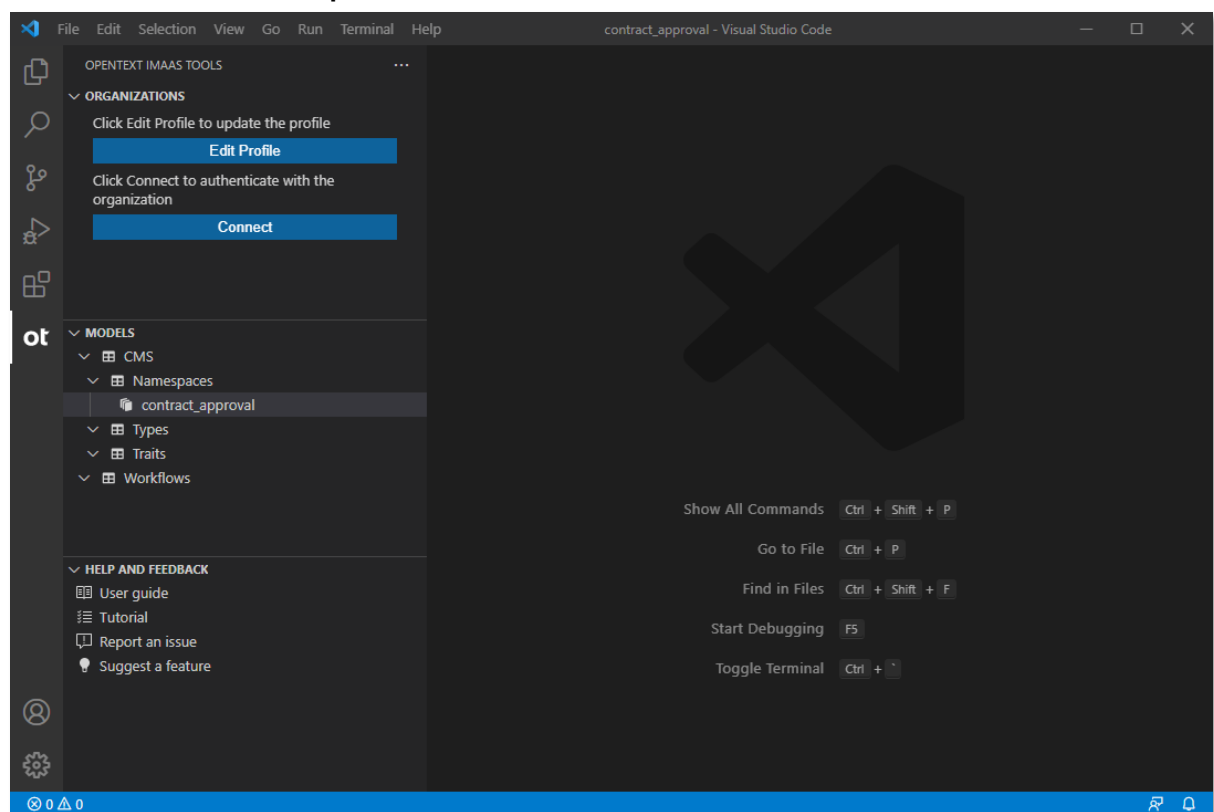 File Edit Selection View Go Run Terminal Help contract_approval - Visual Studio Code
OPENTEXT IMAAS TOOLS ...
ORGANIZATIONS
Click Edit Profile to update the profile
Edit Profile
Click Connect to authenticate with the
organization
Connect
ot
MODELS
CMS
Namespaces
contract_approval
Types
Traits
Workflows
HELP AND FEEDBACK
User guide
Tutorial
Report an issue
Suggest a feature
Show All Commands Ctrl + Shift + P
Go to File Ctrl + P
Find in Files Ctrl + Shift + F
Start Debugging F5
Toggle Terminal Ctrl + `
0 0